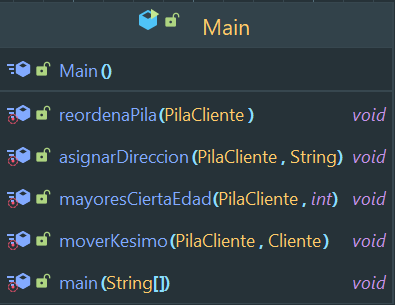 Main
Main()
reordenaPila(PilaCliente) void
asignarDireccion(PilaCliente, String) void
mayoresCiertaEdad(PilaCliente, int) void
moverKesimo(PilaCliente, Cliente) void
main(String[]) void